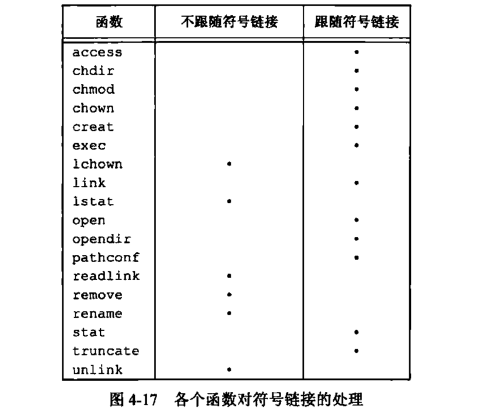 函数 不跟随符号链接 跟随符号链接
access •
chdir •
chmod •
chown •
creat •
exec •
lchown •
link •
lstat •
open •
opendir •
pathconf •
readlink •
remove •
rename •
stat •
truncate •
unlink •
图 4-17 各个函数对符号链接的处理